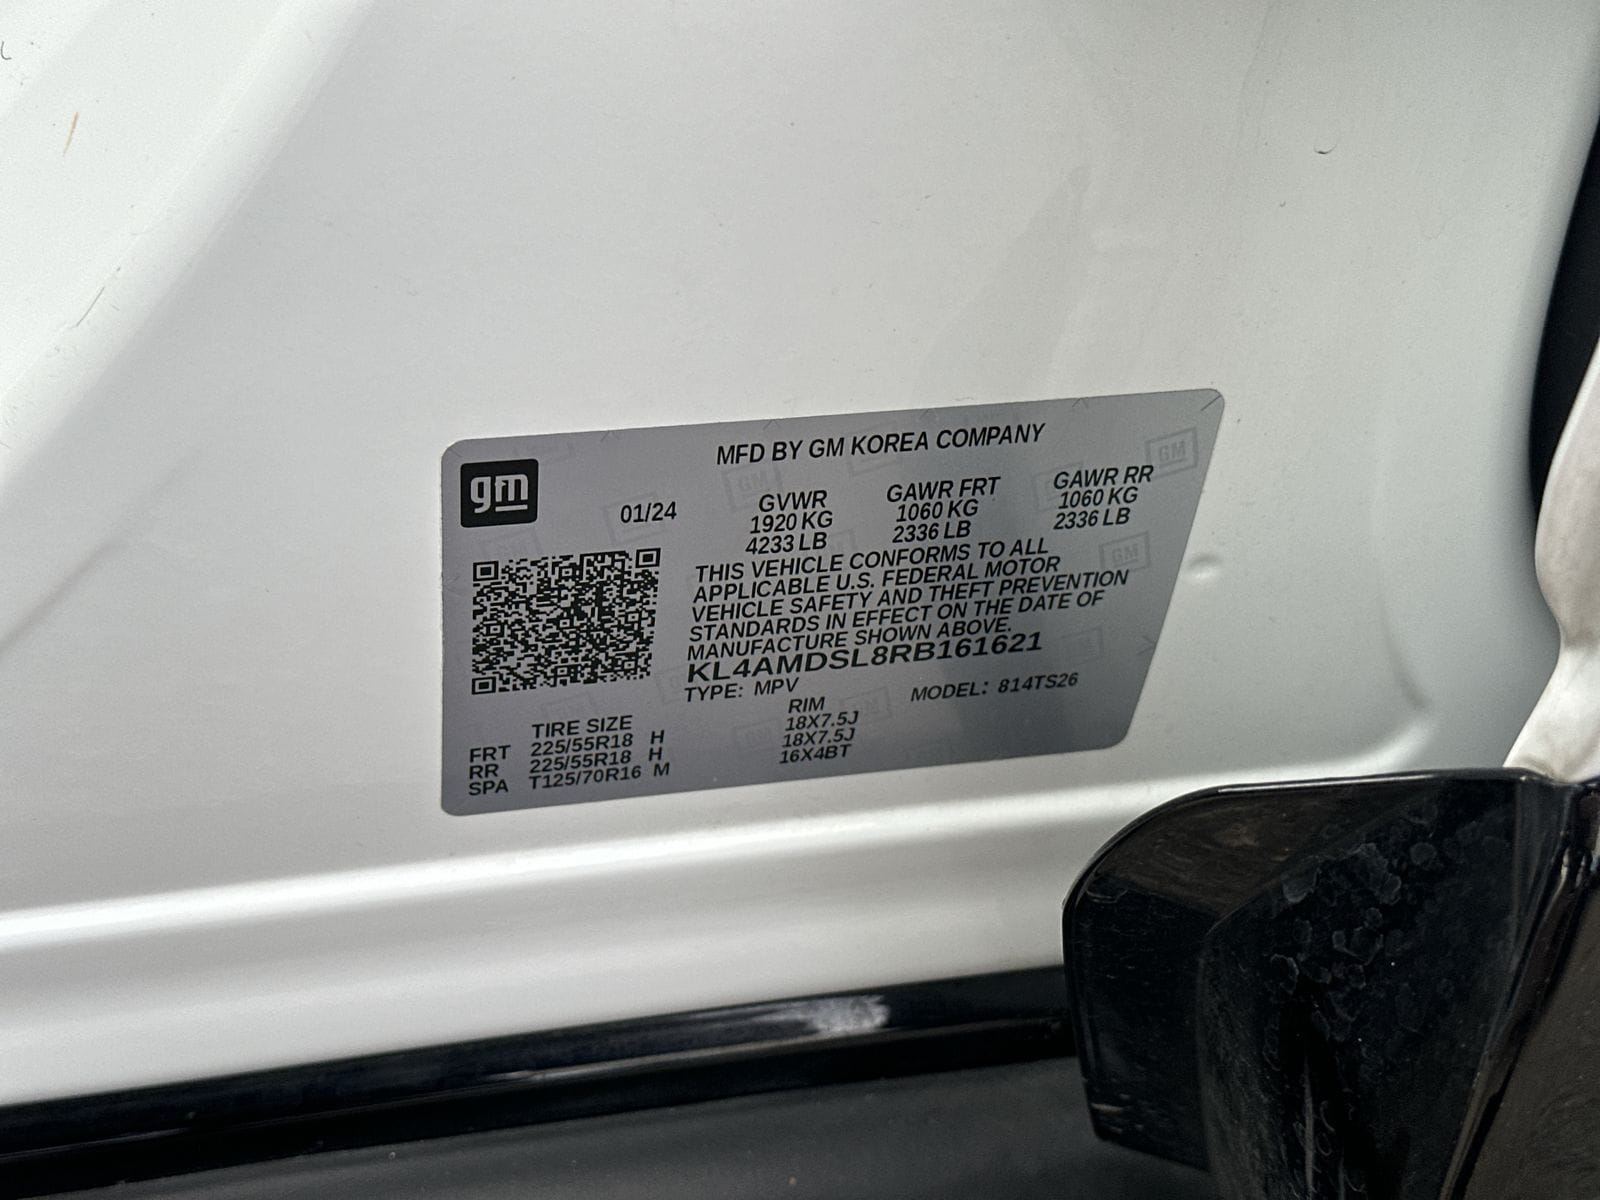 MFD BY GM KOREA COMPANY
gm
01/24
GVWR GAWR FRT GAWR RR
1920 KG 1060 KG 1060 KG
4233 LB 2336 LB 2336 LB
THIS VEHICLE CONFORMS TO ALL
APPLICABLE U.S. FEDERAL MOTOR
VEHICLE SAFETY AND THEFT PREVENTION
STANDARDS IN EFFECT ON THE DATE OF
MANUFACTURE SHOWN ABOVE.
KL4AMDSL8RB161621
TYPE: MPV MODEL: 814TS26
TIRE SIZE RIM
FRT 225/55R18 H 18X7.5J
RR 225/55R18 H 18X7.5J
SPA T125/70R16 M 16X4BT